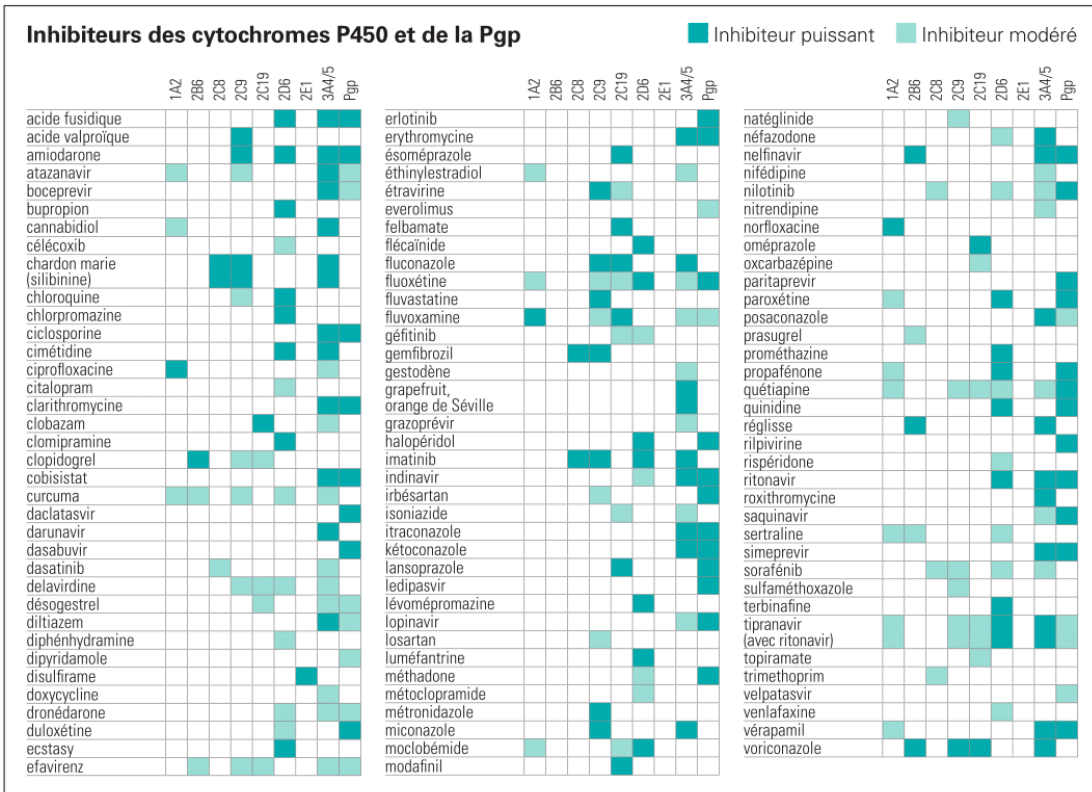 Inhibiteurs des cytochromes P450 et de la Pgp
Inhibiteur puissant
Inhibiteur modéré
1A2 2B6 2C8 2C9 2C19 2D6 2E1 3A4/5 Pgp
acide fusidique
acide valproïque
amiodarone
atazanavir
boceprevir
bupropion
cannabidiol
célécoxib
chardon marie
(silibinine)
chloroquine
chlorpromazine
ciclosporine
cimétidine
ciprofloxacine
citalopram
clarithromycine
clobazam
clomipramine
clopidogrel
cobisistat
curcuma
daclatasvir
darunavir
dasabuvir
dasatinib
delavirdine
désogestrel
diltiazem
diphénhydramine
dipyridamole
disulfirame
doxycycline
dronédarone
duloxétine
ecstasy
efavirenz
1A2 2B6 2C8 2C9 2C19 2D6 2E1 3A4/5 Pgp
erlotinib
erythromycine
ésoméprazole
éthinylestradiol
étravirine
everolimus
felbamate
flécaïnide
fluconazole
fluoxétine
fluvastatine
fluvoxamine
géfitinib
gemfibrozil
gestodène
grapefruit,
orange de Séville
grazoprévir
halopéridol
imatinib
indinavir
irbésartan
isoniazide
itraconazole
kétoconazole
lansoprazole
ledipasvir
lévomépromazine
lopinavir
losartan
luméfantrine
méthadone
métoclopramide
métronidazole
miconazole
moclobémide
modafinil
1A2 2B6 2C8 2C9 2C19 2D6 2E1 3A4/5 Pgp
natéglinide
néfazodone
nelfinavir
nifédipine
nilotinib
nitrendipine
norfloxacine
oméprazole
oxcarbazépine
paritaprevir
paroxétine
posaconazole
prasugrel
prométhazine
propafénone
quétiapine
quinidine
réglisse
rilpivirine
rispéridone
ritonavir
roxithromycine
saquinavir
sertraline
simeprevir
sorafénib
sulfaméthoxazole
terbinafine
tipranavir
(avec ritonavir)
topiramate
trimethoprim
velpatasvir
venlafaxine
vérapamil
voriconazole